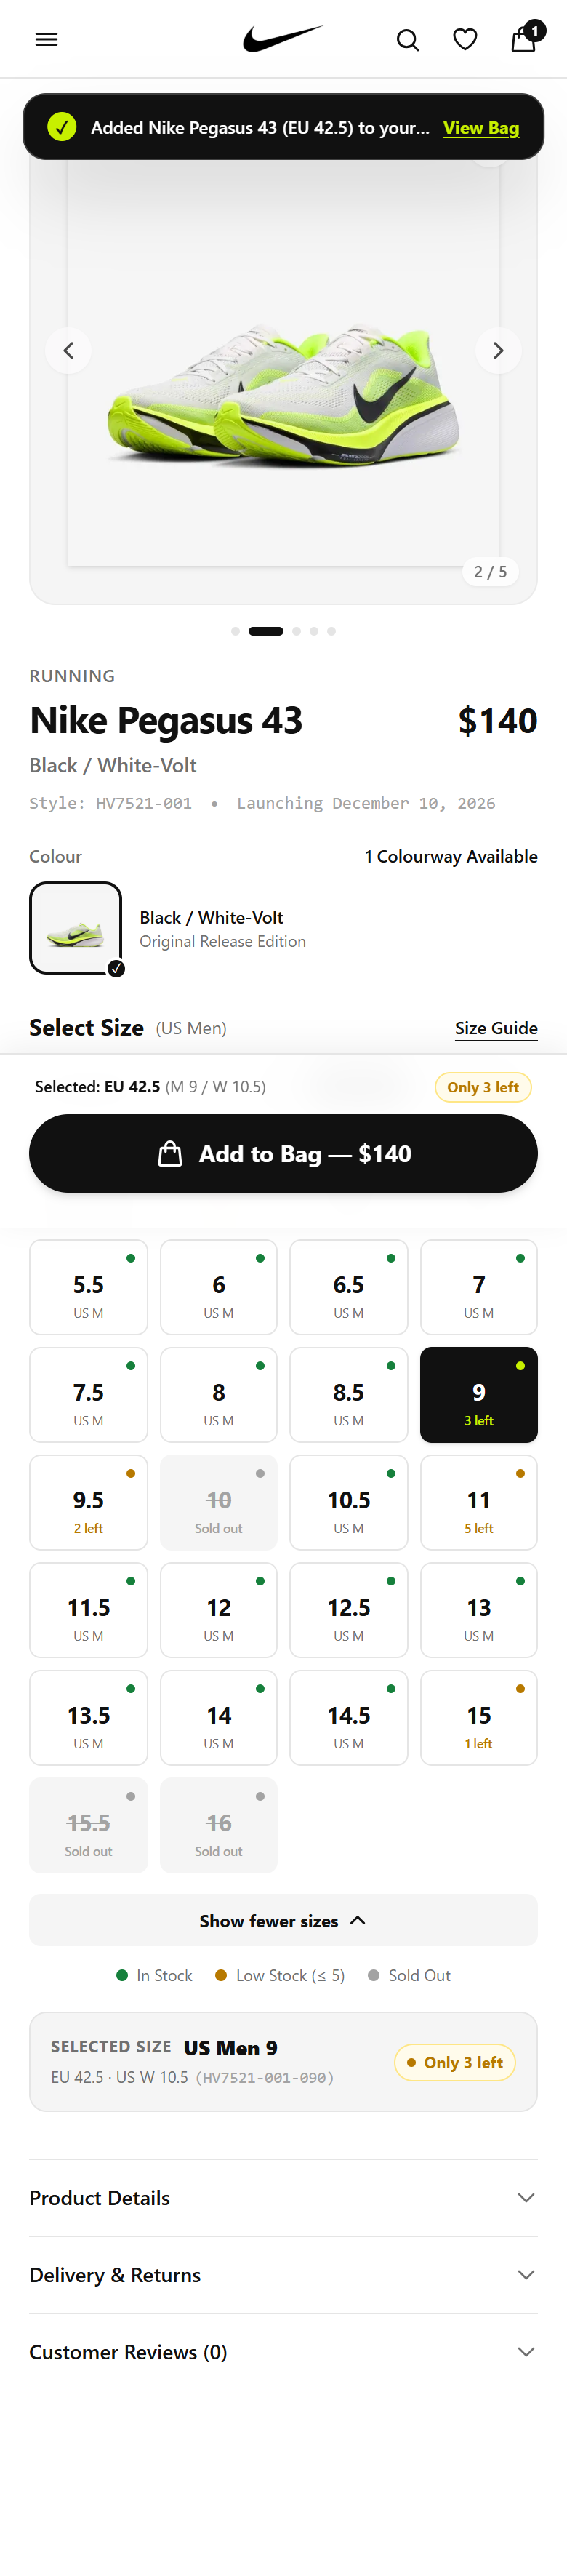 1
✓ Added Nike Pegasus 43 (EU 42.5) to your... View Bag
2 / 5
RUNNING
Nike Pegasus 43 $140
Black / White-Volt
Style: HV7521-001 • Launching December 10, 2026
Colour 1 Colourway Available
Black / White-Volt
Original Release Edition
✓
Select Size (US Men) Size Guide
Selected: EU 42.5 (M 9 / W 10.5) Only 3 left
Add to Bag — $140
5.5 6 6.5 7
US M US M US M US M
7.5 8 8.5 9
US M US M US M 3 left
9.5 10 10.5 11
2 left Sold out US M 5 left
11.5 12 12.5 13
US M US M US M US M
13.5 14 14.5 15
US M US M US M 1 left
15.5 16
Sold out Sold out
Show fewer sizes
In Stock Low Stock (≤ 5) Sold Out
SELECTED SIZE US Men 9
EU 42.5 · US W 10.5 (HV7521-001-090) Only 3 left
Product Details
Delivery & Returns
Customer Reviews (0)